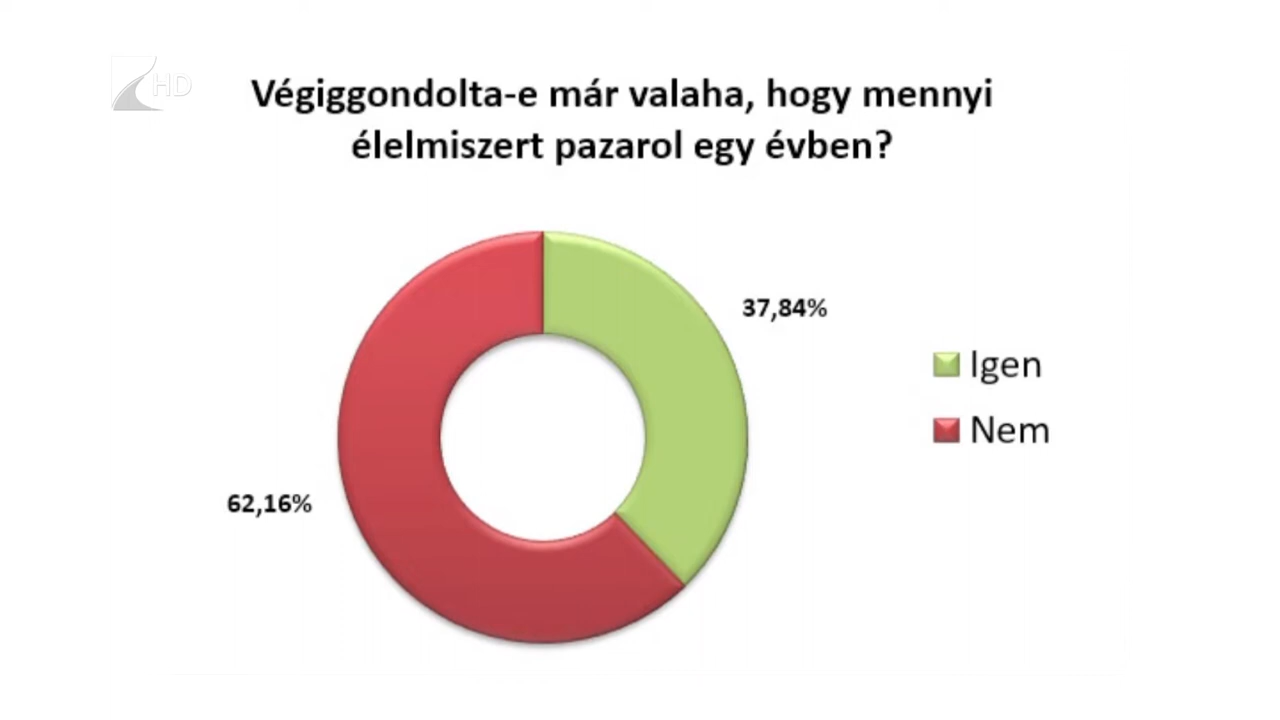 HD
Végiggondolta-e már valaha, hogy mennyi
élelmiszert pazarol egy évben?
37,84%
Igen
Nem
62,16%